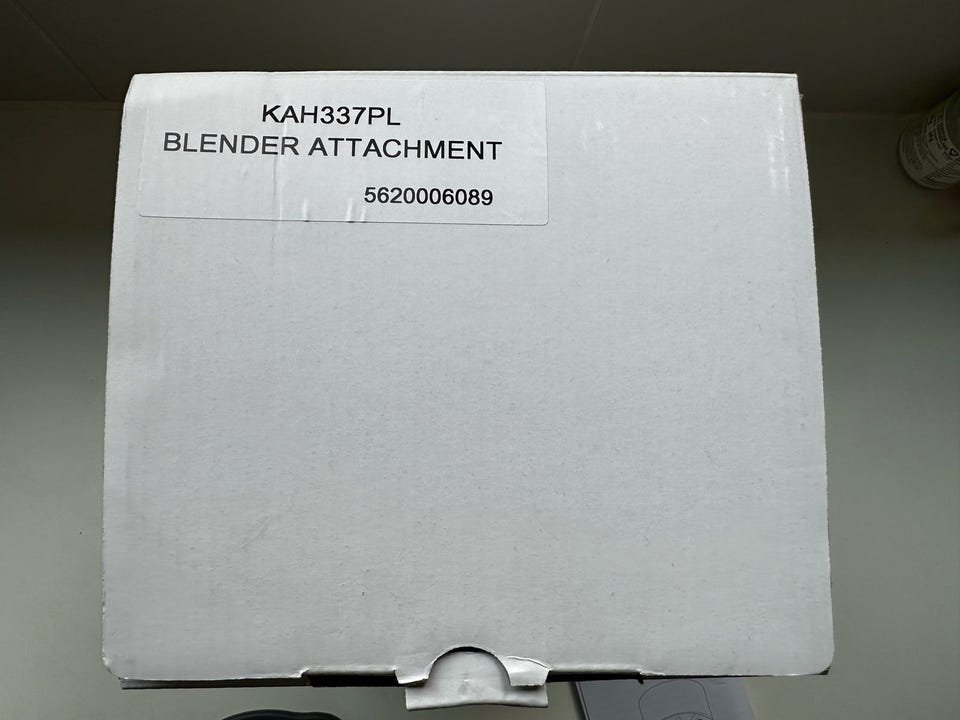 KAH337PL
BLENDER ATTACHMENT
5620006089